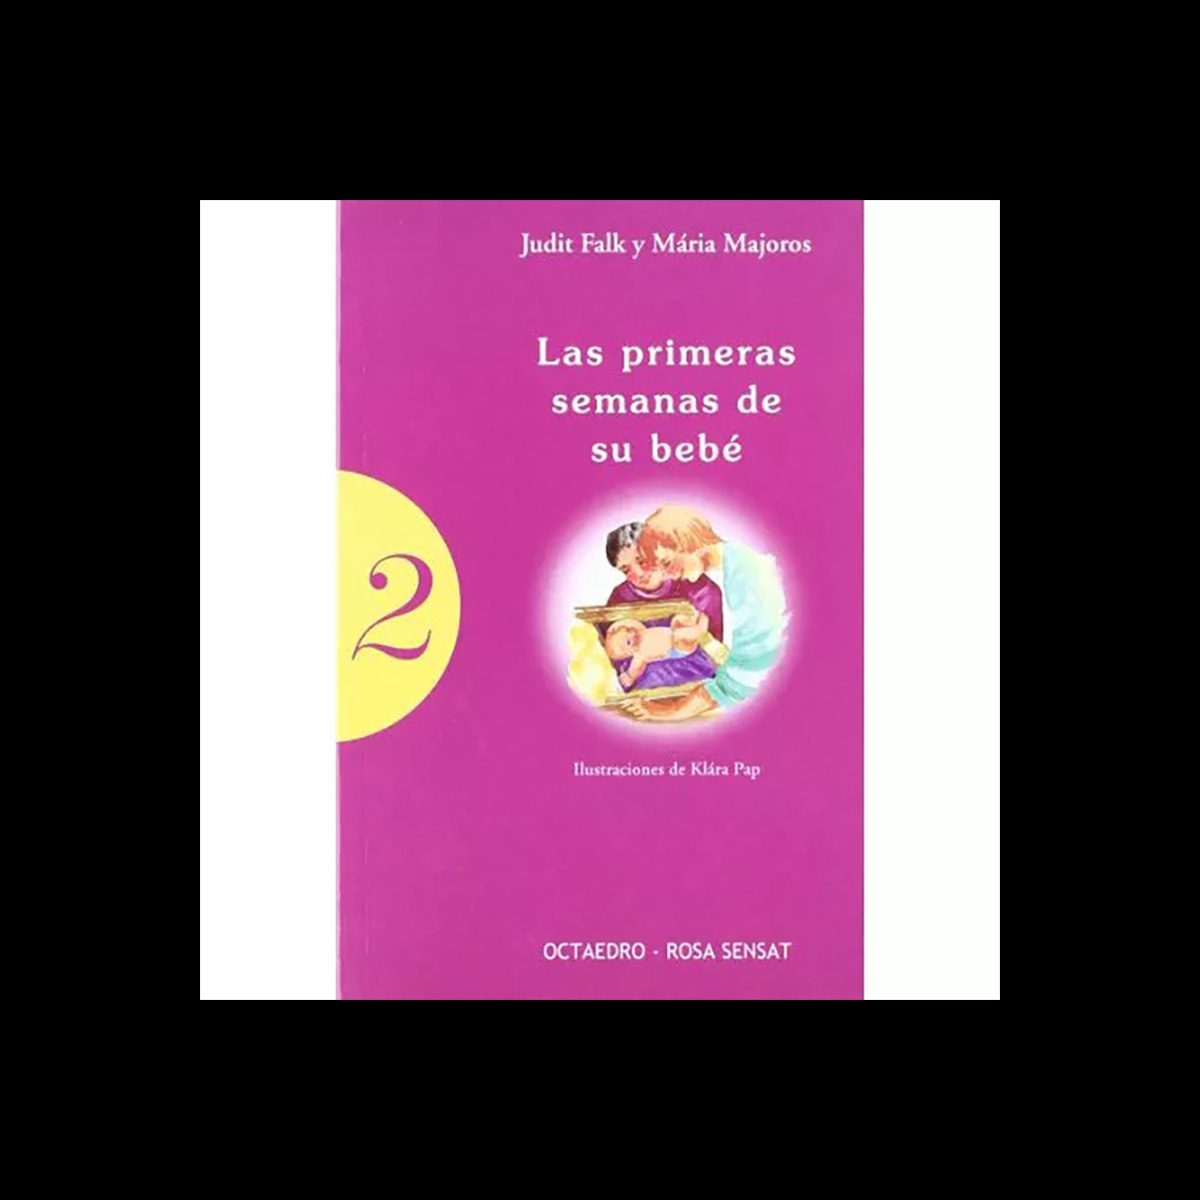 Judit Falk y Mária Majoros
Las primeras
semanas de
su bebé
2
Ilustraciones de Klára Pap
OCTAEDRO - ROSA SENSAT